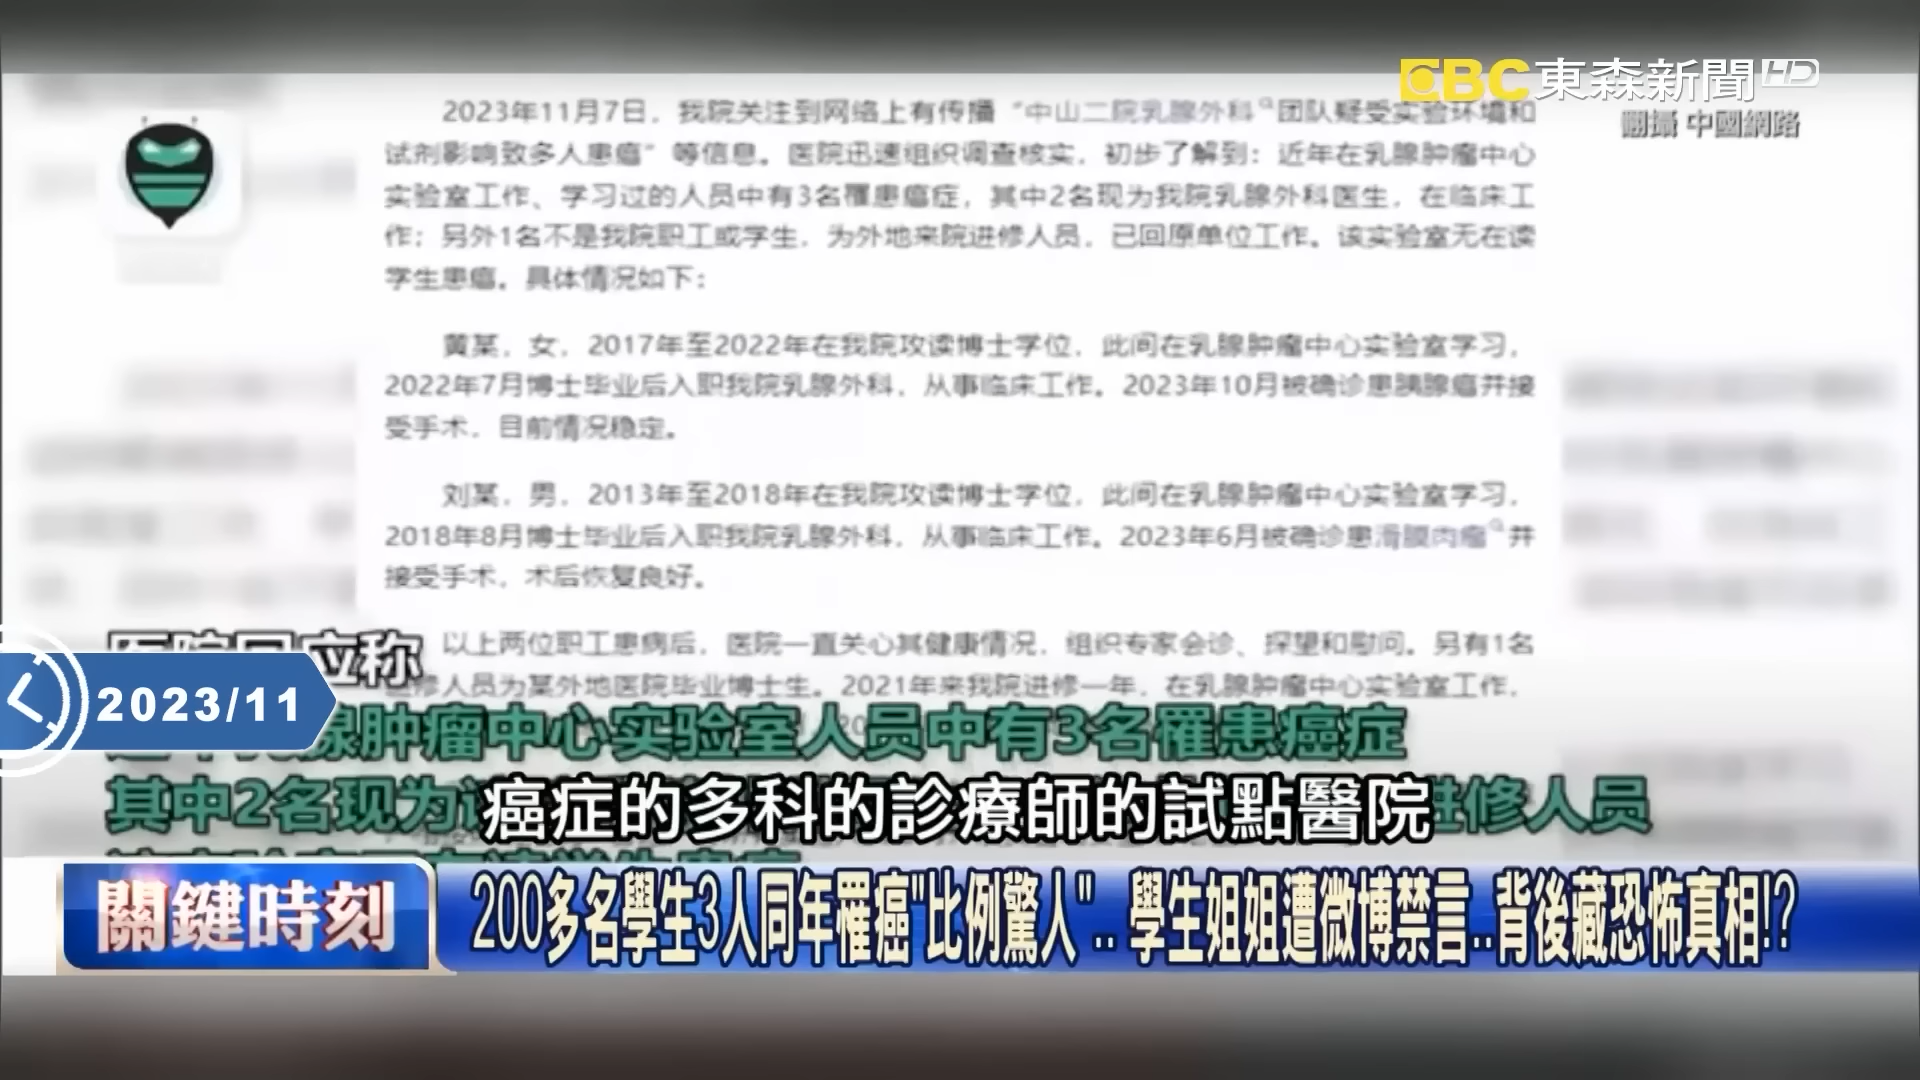 EBC東森新聞HD
翻攝 中國網路
2023年11月7日，我院关注到网络上有传播“中山二院乳腺外科团队疑受实验环境和
试剂影响致多人患癌”等信息。医院迅速组织调查核实，初步了解到：近年在乳腺肿瘤中心
实验室工作、学习过的人员中有3名罹患癌症，其中2名现为我院乳腺外科医生，在临床工
作；另外1名不是我院职工或学生，为外地来院进修人员，已回原单位工作。该实验室无在读
学生患癌。具体情况如下：
黄某，女，2017年至2022年在我院攻读博士学位，此间在乳腺肿瘤中心实验室学习，
2022年7月博士毕业后入职我院乳腺外科，从事临床工作。2023年10月被确诊患胰腺癌并接
受手术，目前情况稳定。
刘某，男，2013年至2018年在我院攻读博士学位，此间在乳腺肿瘤中心实验室学习，
2018年8月博士毕业后入职我院乳腺外科，从事临床工作。2023年6月被确诊患滑膜肉瘤并
接受手术，术后恢复良好。
以上两位职工患病后，医院一直关心其健康情况，组织专家会诊、探望和慰问。另有1名
进修人员为某外地医院毕业博士生。2021年来我院进修一年，在乳腺肿瘤中心实验室工作，
医院回应称
2023/11
腺肿瘤中心实验室人员中有3名罹患癌症
其中2名现为 进修人员
癌症的多科的診療師的試點醫院
關鍵時刻
200多名學生3人同年罹癌"比例驚人".. 學生姐姐遭微博禁言..背後藏恐怖真相!?